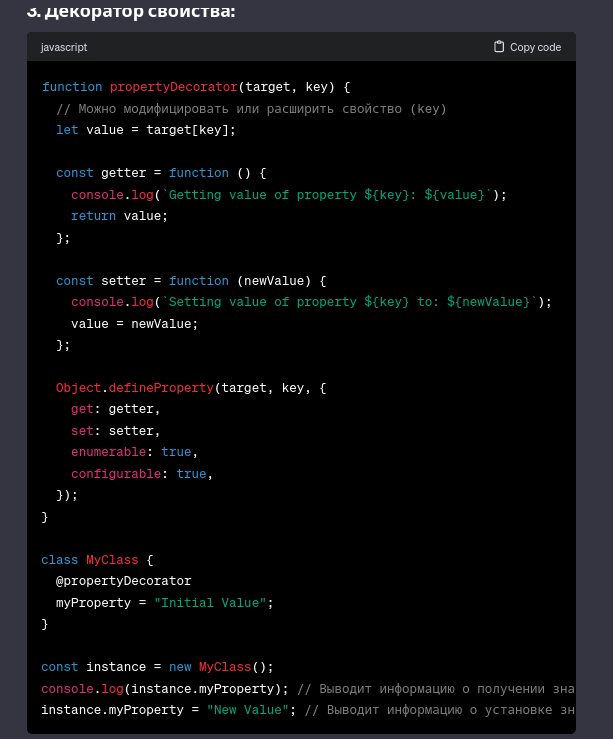 3. Декоратор свойства:
javascript
Copy code
function propertyDecorator(target, key) {
  // Можно модифицировать или расширить свойство (key)
  let value = target[key];

  const getter = function () {
    console.log(`Getting value of property ${key}: ${value}`);
    return value;
  };

  const setter = function (newValue) {
    console.log(`Setting value of property ${key} to: ${newValue}`);
    value = newValue;
  };

  Object.defineProperty(target, key, {
    get: getter,
    set: setter,
    enumerable: true,
    configurable: true,
  });
}

class MyClass {
  @propertyDecorator
  myProperty = "Initial Value";
}

const instance = new MyClass();
console.log(instance.myProperty); // Выводит информацию о получении зна
instance.myProperty = "New Value"; // Выводит информацию о установке зн